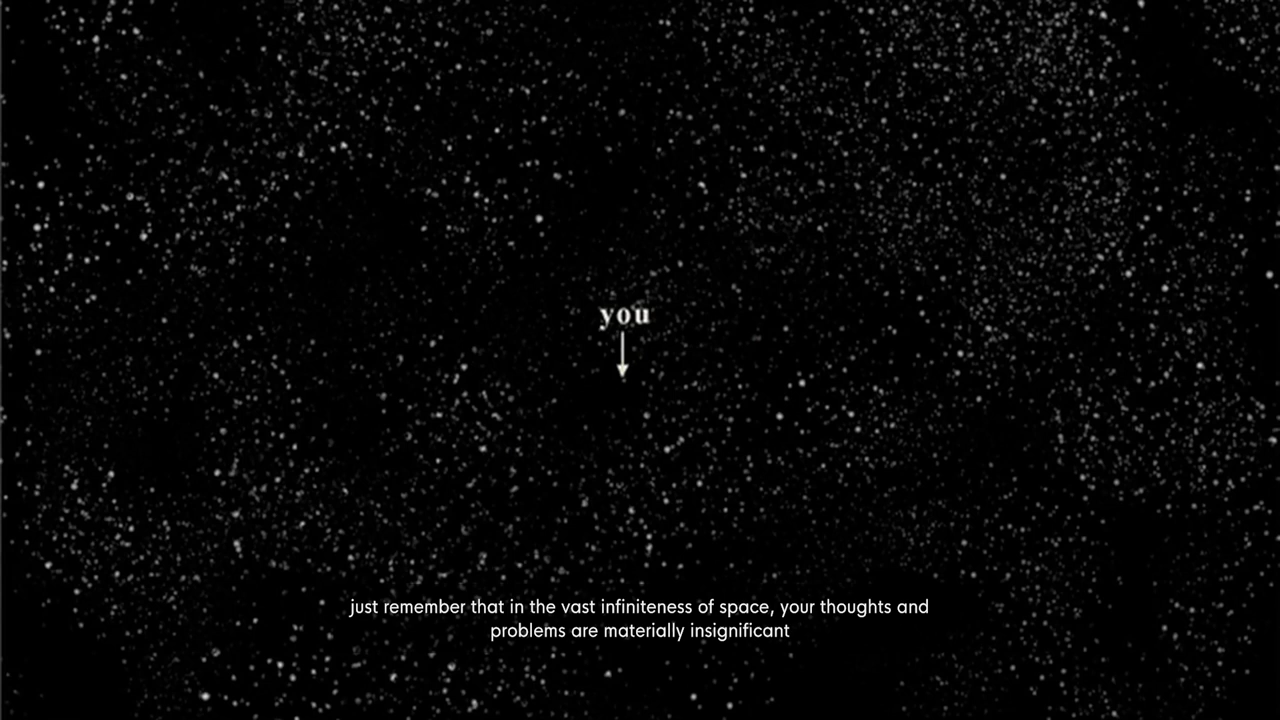 you
just remember that in the vast infiniteness of space, your thoughts and
problems are materially insignificant